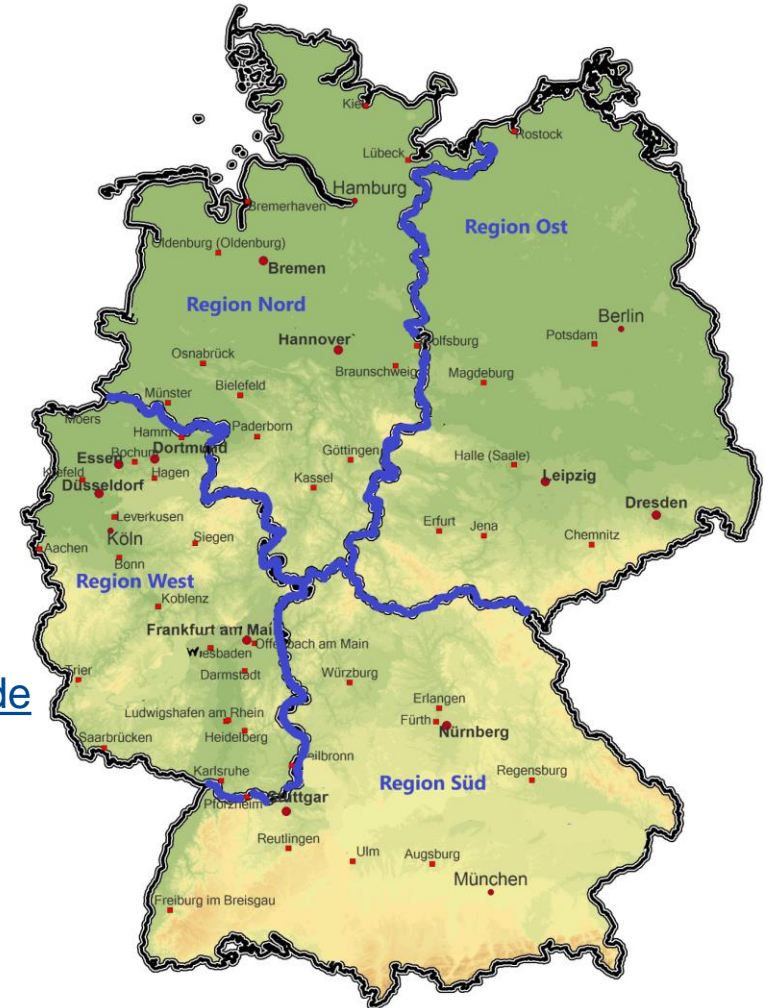 Kiel
Rostock
Lübeck
Hamburg
Bremerhaven
Region Ost
Oldenburg (Oldenburg)
Bremen
Region Nord
Berlin
Hannover
Potsdam
Wolfsburg
Osnabrück
Braunschweig
Magdeburg
Bielefeld
Münster
Moers
Paderborn
Hamm
Dortmund
Bochum
Essen
Göttingen
Halle (Saale)
Krefeld
Hagen
Kassel
Leipzig
Düsseldorf
Dresden
Leverkusen
Erfurt
Jena
Köln
Siegen
Chemnitz
Aachen
Bonn
Region West
Koblenz
Frankfurt am Mai
Offenbach am Main
Wiesbaden
Trier
Darmstadt
Würzburg
de
Erlangen
Ludwigshafen am Rhein
Fürth
Nürnberg
Heidelberg
Saarbrücken
Heilbronn
Karlsruhe
Regensburg
Region Süd
Pforzheim
Stuttgar
Reutlingen
Ulm
Augsburg
München
Freiburg im Breisgau